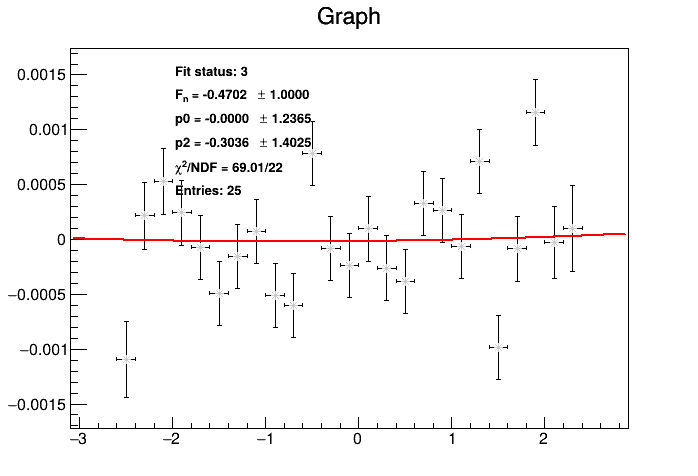 Graph
Fit status: 3
Fn = -0.4702 ± 1.0000
p0 = -0.0000 ± 1.2365
p2 = -0.3036 ± 1.4025
χ²/NDF = 69.01/22
Entries: 25
0.0015
0.001
0.0005
0
−0.0005
−0.001
−0.0015
−3 −2 −1 0 1 2